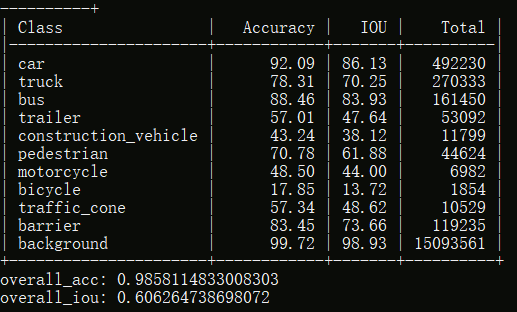 ----------+
| Class                | Accuracy |  IOU  |  Total   |
|----------------------+----------+-------+----------|
| car                  |  92.09   | 86.13 |  492230  |
| truck                |  78.31   | 70.25 |  270333  |
| bus                  |  88.46   | 83.93 |  161450  |
| trailer              |  57.01   | 47.64 |  53092   |
| construction_vehicle |  43.24   | 38.12 |  11799   |
| pedestrian           |  70.78   | 61.88 |  44624   |
| motorcycle           |  48.50   | 44.00 |   6982   |
| bicycle              |  17.85   | 13.72 |   1854   |
| traffic_cone         |  57.34   | 48.62 |  10529   |
| barrier              |  83.45   | 73.66 |  119235  |
| background           |  99.72   | 98.93 | 15093561 |
+----------------------+----------+-------+----------+
overall_acc: 0.9858114833008303
overall_iou: 0.606264738698072